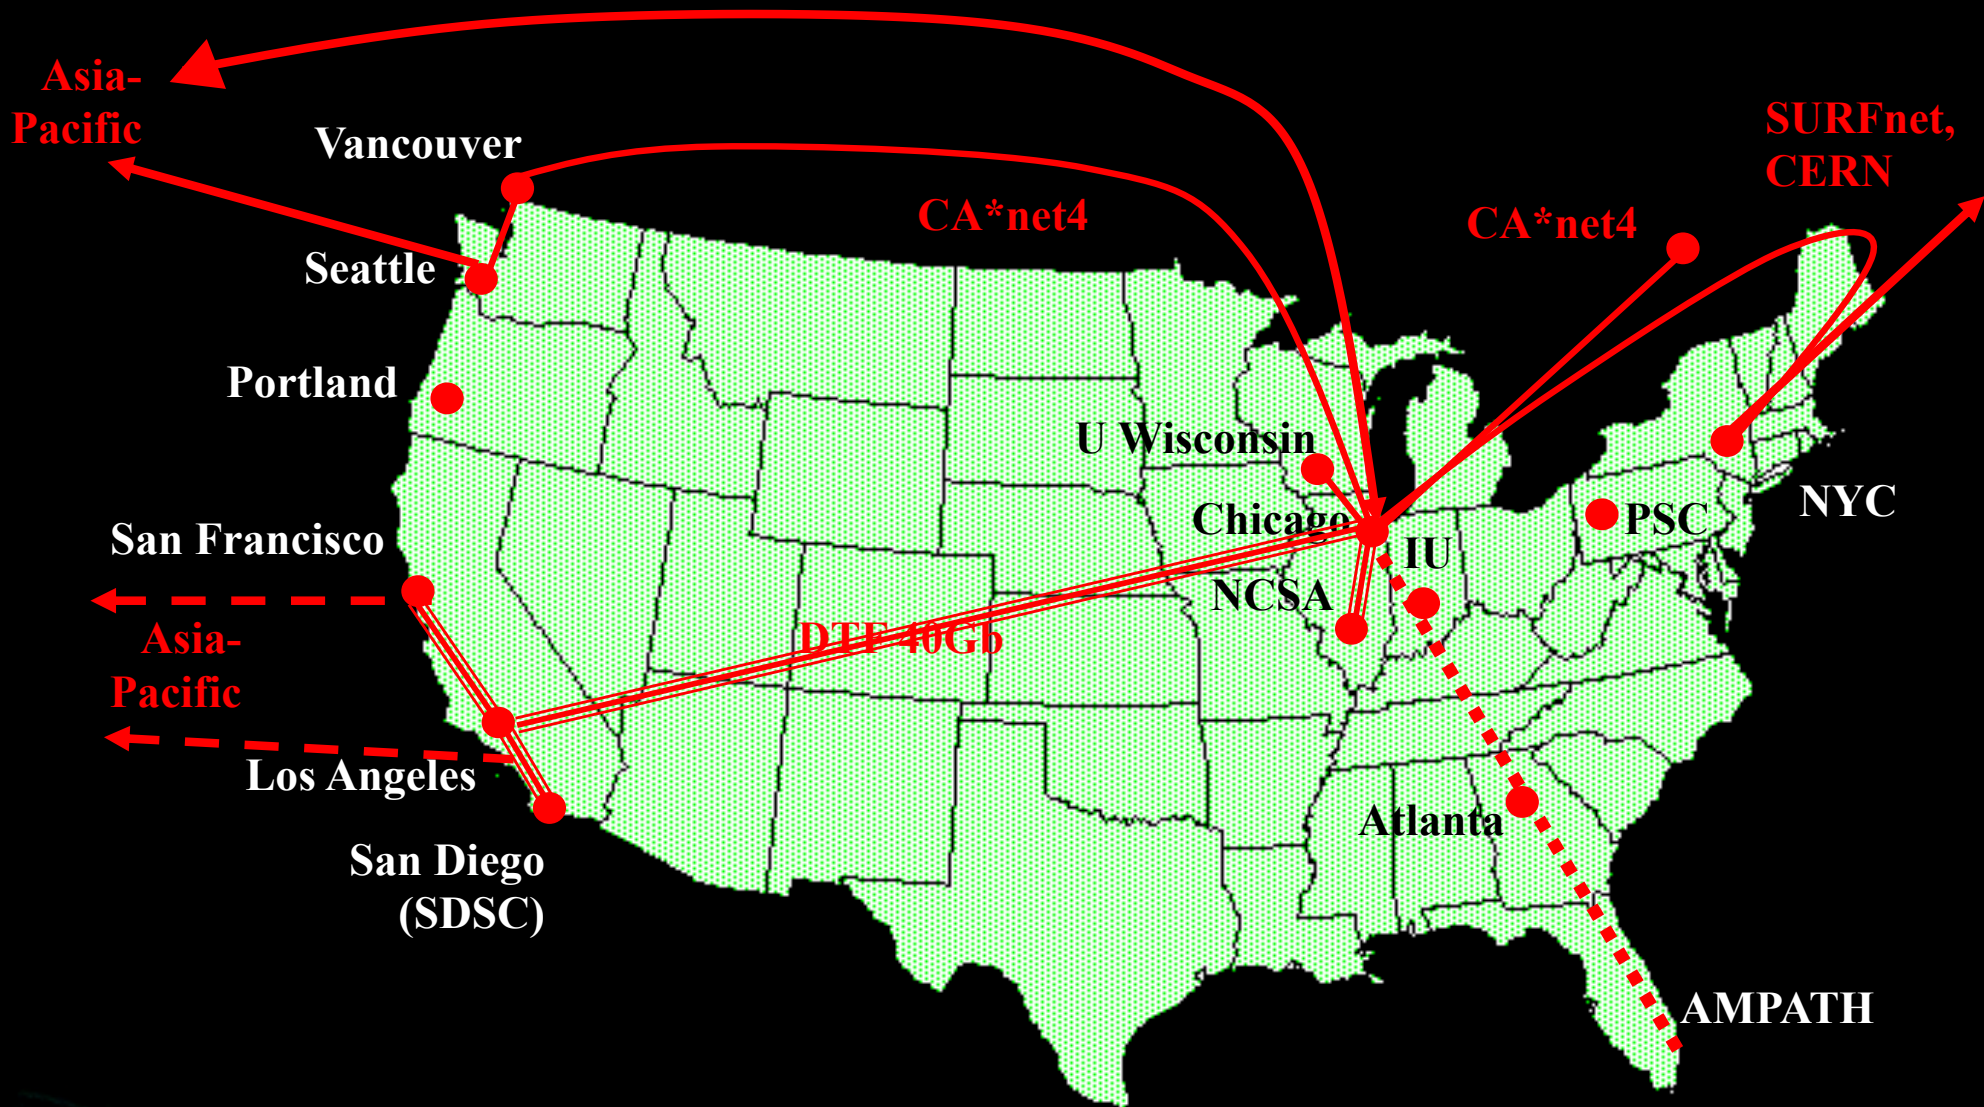 Asia-
Pacific
Vancouver
SURFnet,
CERN
CA*net4
CA*net4
Seattle
Portland
U Wisconsin
Chicago
PSC
NYC
San Francisco
IU
NCSA
DTF 40Gb
Asia-
Pacific
Los Angeles
Atlanta
San Diego
(SDSC)
AMPATH